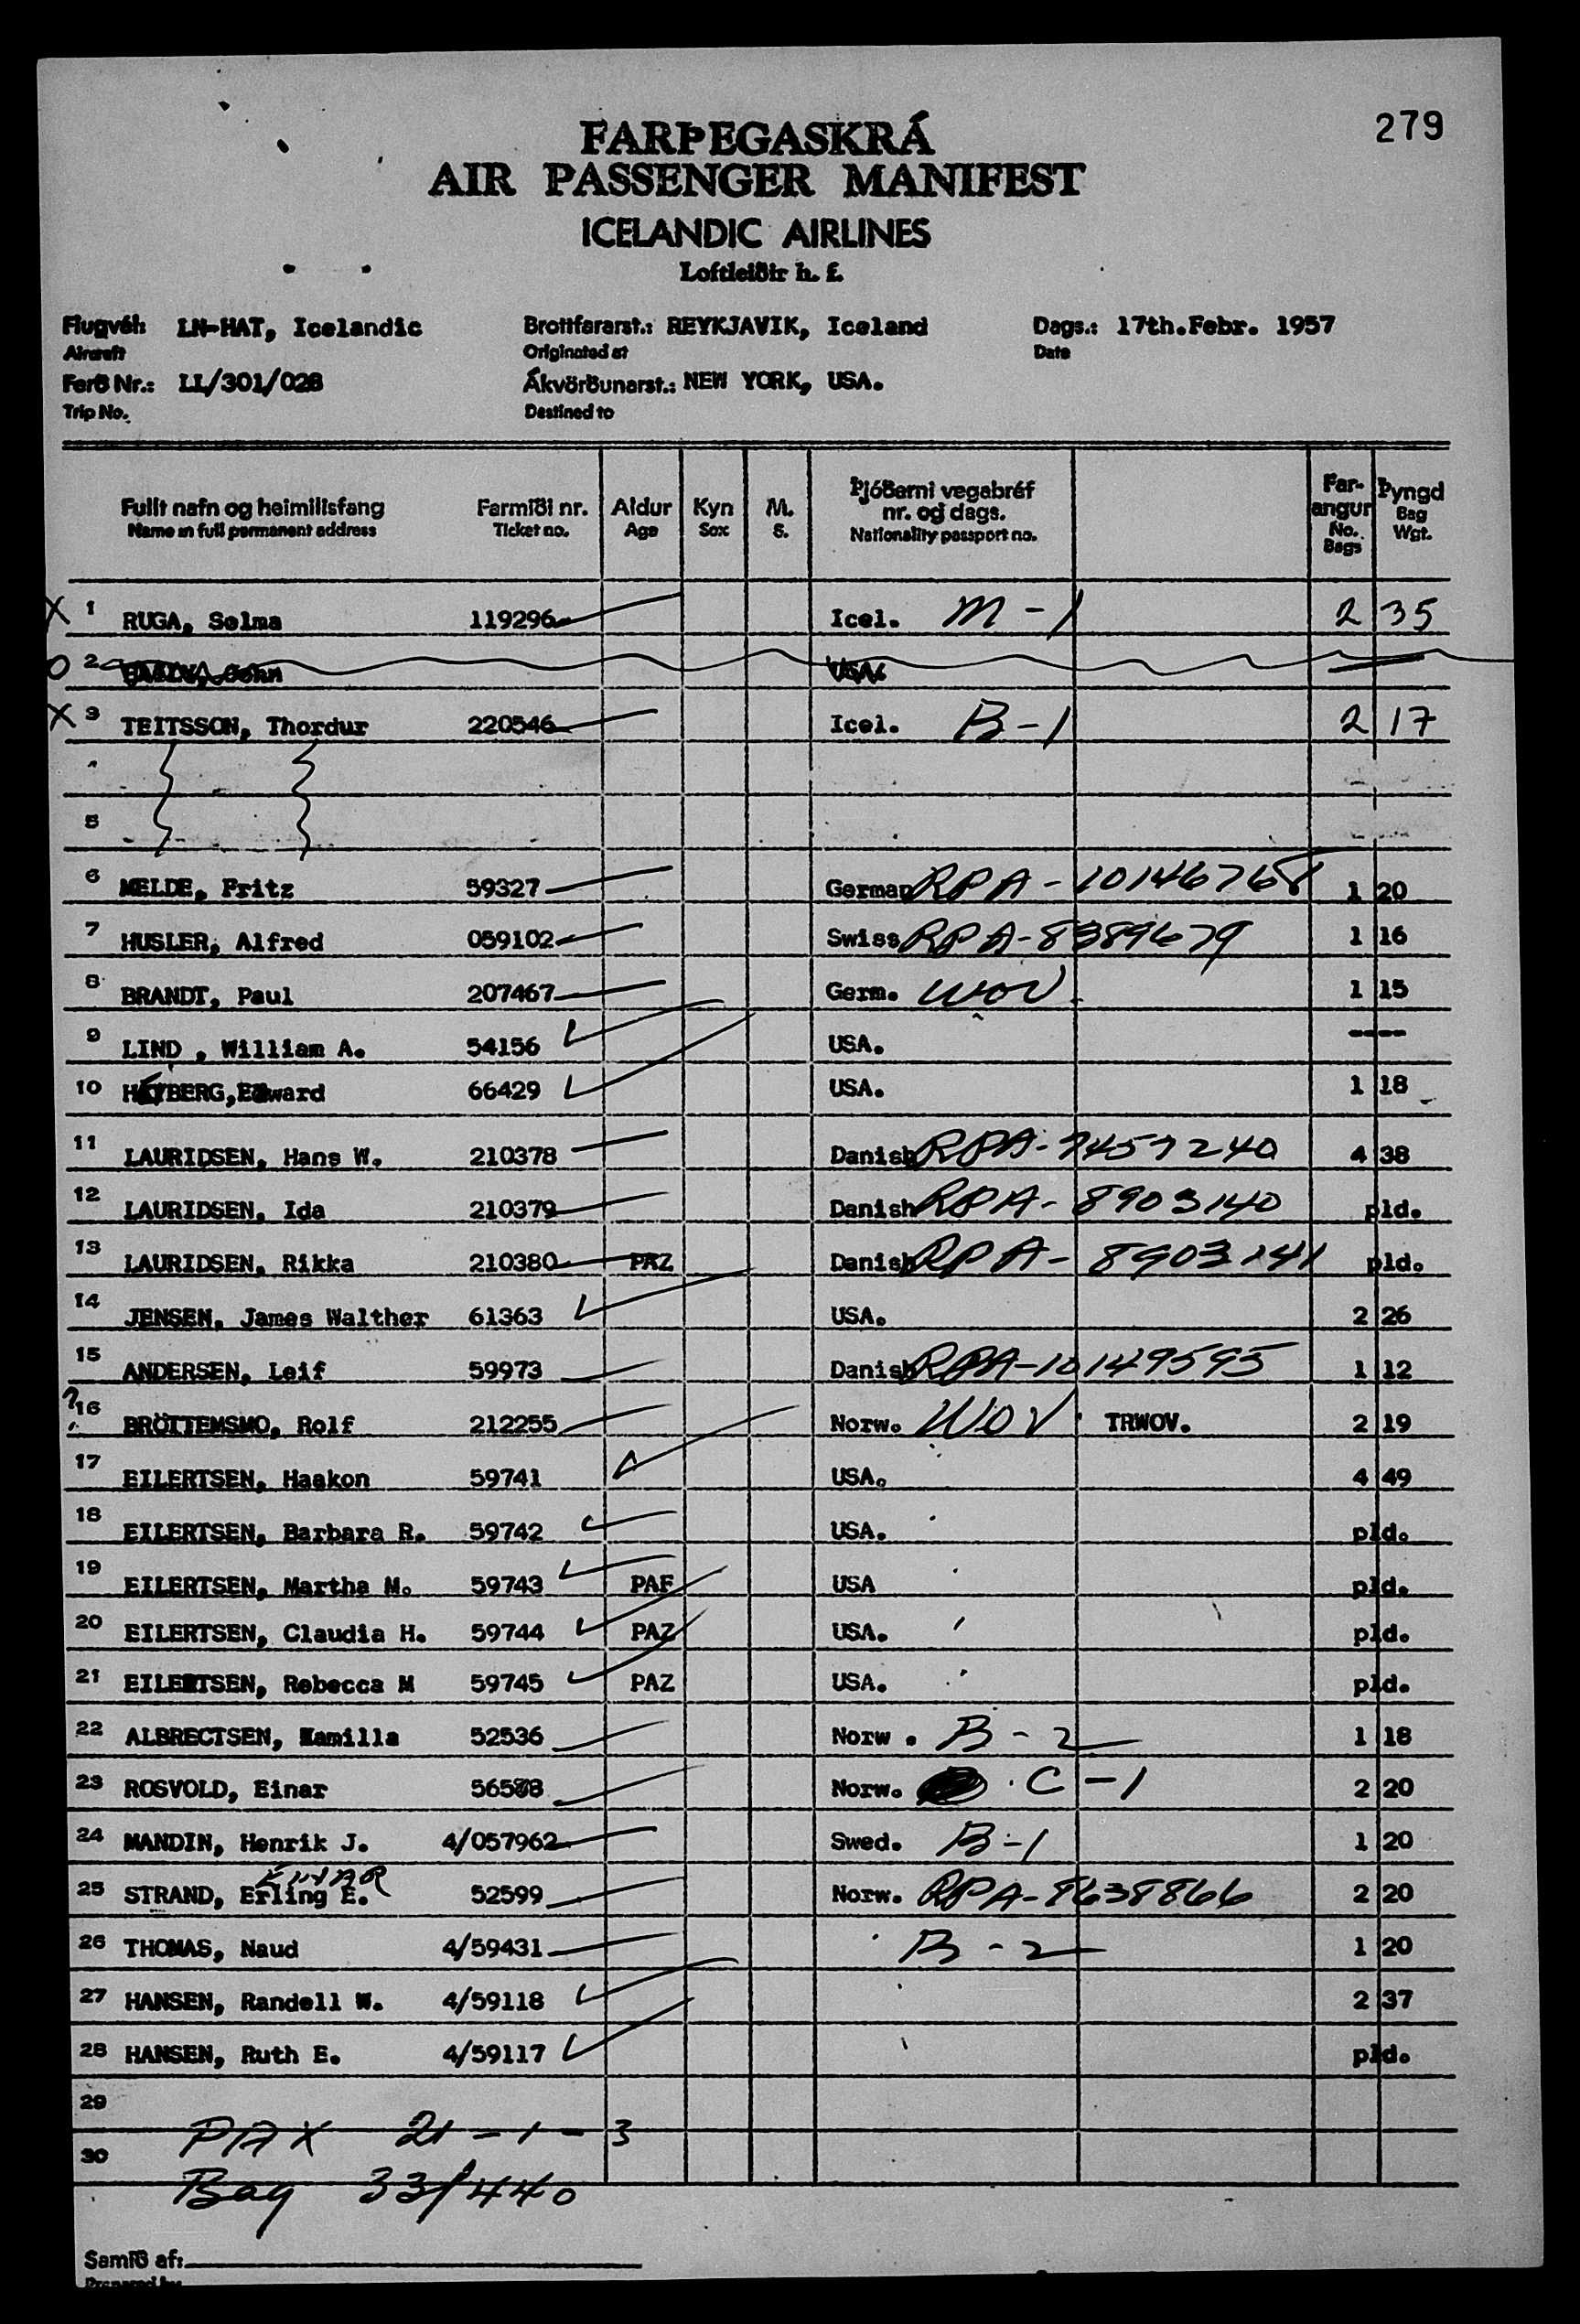 279
FARÞEGASKRÁ
AIR PASSENGER MANIFEST
ICELANDIC AIRLINES
Loftleiðir h. f.
Flugvél: LN-HAT, Icelandic Brottfararst.: REYKJAVIK, Iceland Dags.: 17th.Febr. 1957
Aircraft Originated at Date
Ferð Nr.: LL/301/028 Ákvörðunarst.: NEW YORK, USA.
Trip No. Destined to
Fullt nafn og heimilisfang Farmiði nr. Aldur Kyn M. Þjóðerni vegabréf nr. og dags. Far-angur Þyngd
Name in full permanent address Ticket no. Age Sex S. Nationality passport no. No. Bags Bag Wgt.
X 1 RUGA, Selma 119296 Icel. M-1 2 35
O 2 John USA.
X 3 TEITSSON, Thordur 220546 Icel. B-1 2 17
5
6 MELDE, Fritz 59327 German RPA-10146768 1 20
7 HUSLER, Alfred 059102 Swiss RPA-8389679 1 16
8 BRANDT, Paul 207467 Germ. WOV 1 15
9 LIND , William A. 54156 USA. ----
10 HEYBERG,Edward 66429 USA. 1 18
11 LAURIDSEN, Hans W. 210378 Danish RPA-7457240 4 38
12 LAURIDSEN, Ida 210379 Danish RPA-8903140 pld.
13 LAURIDSEN, Rikka 210380 PAZ Danish RPA-8903141 pld.
14 JENSEN, James Walther 61363 USA. 2 26
15 ANDERSEN, Leif 59973 Danish RPA-10149595 1 12
? 16 BRÖTTEMSMO, Rolf 212255 Norw. WOV TRWOV. 2 19
17 EILERTSEN, Haakon 59741 USA. 4 49
18 EILERTSEN, Barbara R. 59742 USA. pld.
19 EILERTSEN, Martha M. 59743 PAF USA pld.
20 EILERTSEN, Claudia H. 59744 PAZ USA. pld.
21 EILERTSEN, Rebecca M 59745 PAZ USA. pld.
22 ALBRECTSEN, Kamilla 52536 Norw . B-2 1 18
23 ROSVOLD, Einar 56578 Norw. C-1 2 20
24 MANDIN, Henrik J. 4/057962 Swed. B-1 1 20
EINAR
25 STRAND, Erling E. 52599 Norw. RPA-8638866 2 20
26 THOMAS, Naud 4/59431 B-2 1 20
27 HANSEN, Randell W. 4/59118 2 37
28 HANSEN, Ruth E. 4/59117 pld.
29
PAX 21-1-3
30
Bag 33/440
Samið af:
Prepared by